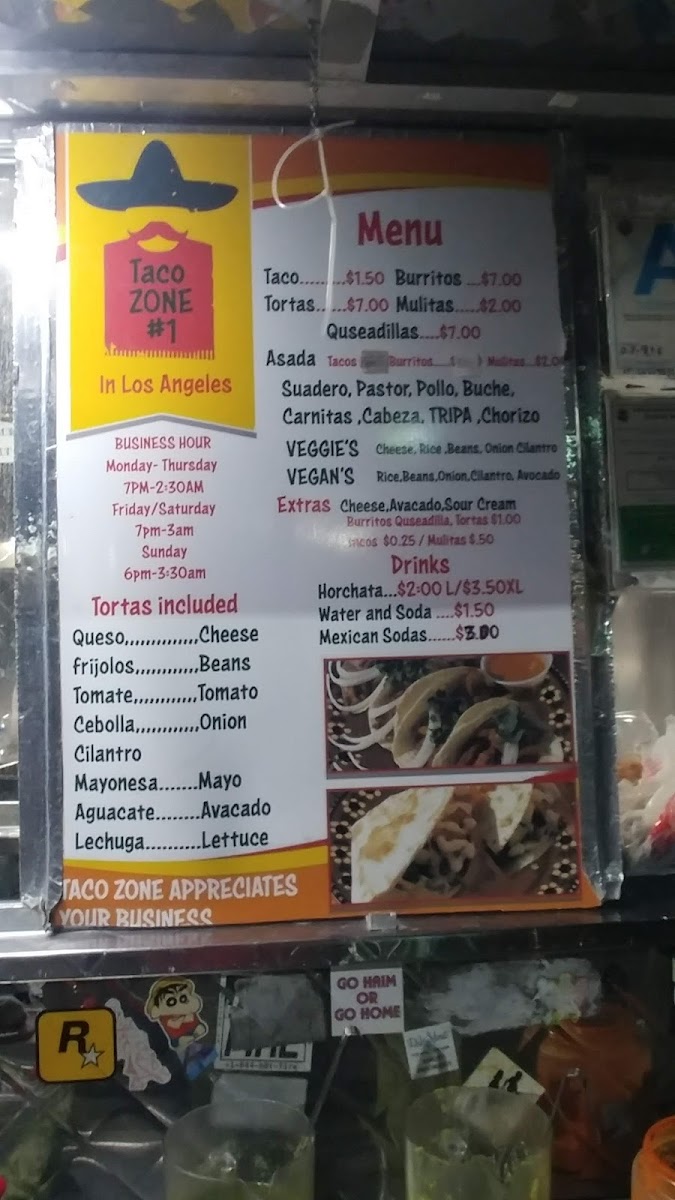 Taco
ZONE
#1
In Los Angeles
BUSINESS HOUR
Monday- Thursday
7PM-2:30AM
Friday/Saturday
7pm-3am
Sunday
6pm-3:30am
Tortas included
Queso,,,,,,,,,,,,,,Cheese
frijolos,,,,,,,,,,,,Beans
Tomate,,,,,,,,,,,,Tomato
Cebolla,,,,,,,,,,,,Onion
Cilantro
Mayonesa.......Mayo
Aguacate........Avacado
Lechuga..........Lettuce
TACO ZONE APPRECIATES
YOUR BUSINESS
Menu
Taco.........$1.50 Burritos ...$7.00
Tortas......$7.00 Mulitas.....$2.00
Quseadillas....$7.00
Asada Tacos Burritos.....$ ) Mulitas...$2.0
Suadero, Pastor, Pollo, Buche,
Carnitas ,Cabeza, TRIPA ,Chorizo
VEGGIE'S Cheese, Rice ,Beans, Onion Cilantro
VEGAN'S Rice,Beans,Onion,Cilantro, Avocado
Extras Cheese,Avacado,Sour Cream
Burritos Quseadilla, Tortas $1.00
$0.25 / Mulitas $.50
Drinks
Horchata...$2:00 L/$3.50XL
Water and Soda ....$1.50
Mexican Sodas......$3.00
A
R
GO HAIM
OR
GO HOME